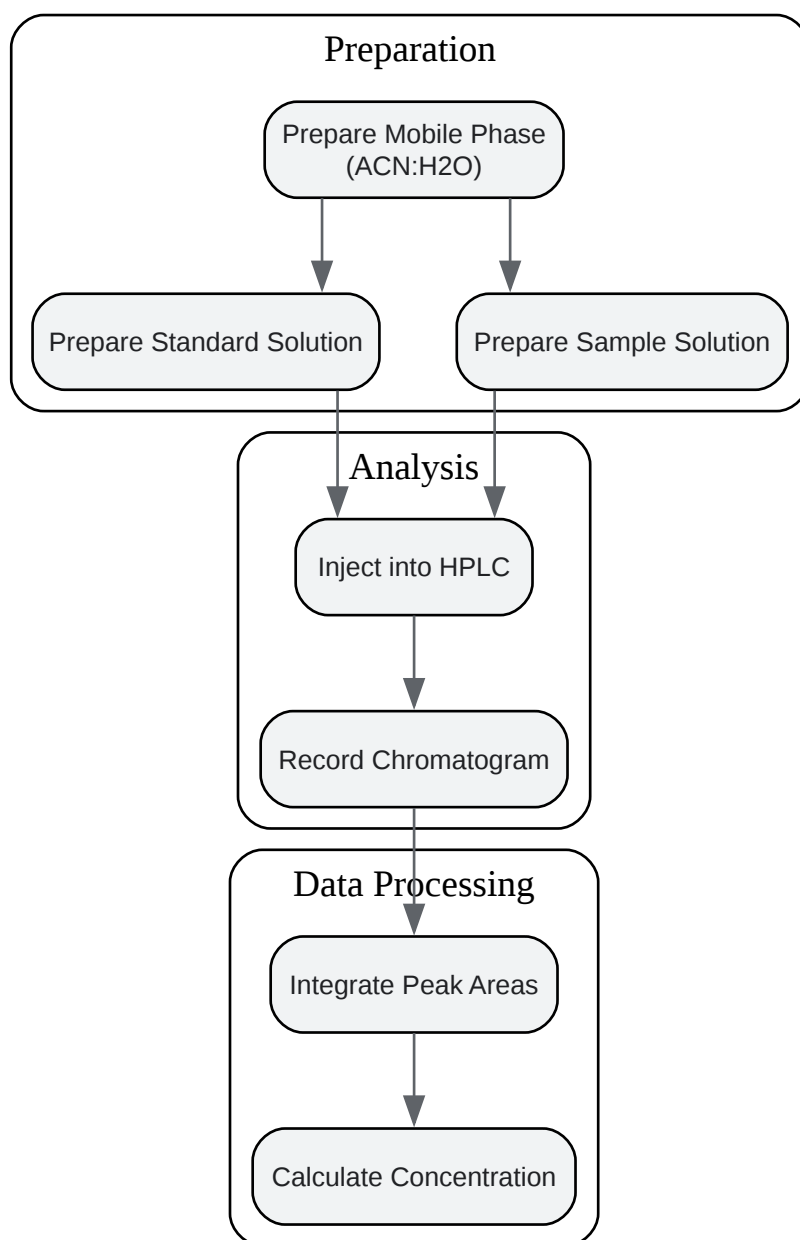 Preparation
Prepare Mobile Phase
(ACN:H2O)
Prepare Standard Solution
Prepare Sample Solution
Analysis
Inject into HPLC
Record Chromatogram
Data Processing
Integrate Peak Areas
Calculate Concentration